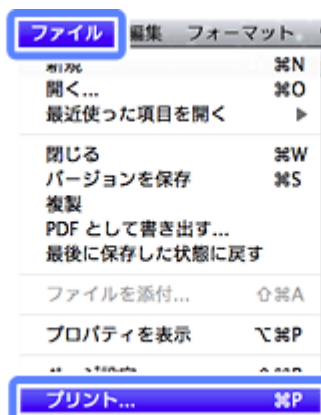 ファイル 編集 フォーマット
新規 ⌘N
開く... ⌘O
最近使った項目を開く ▶
閉じる ⌘W
バージョンを保存 ⌘S
複製
PDF として書き出す...
最後に保存した状態に戻す
ファイルを添付... ⇧⌘A
プロパティを表示 ⌥⌘P
プリント... ⌘P